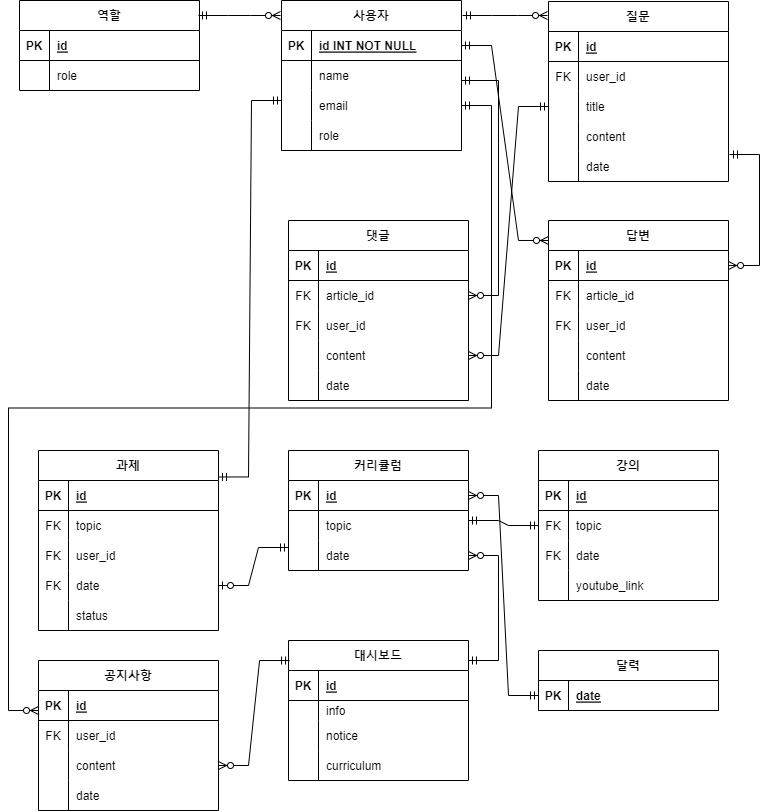 역할
PK id
role
사용자
PK id INT NOT NULL
name
email
role
질문
PK id
FK user_id
title
content
date
댓글
PK id
FK article_id
FK user_id
content
date
답변
PK id
FK article_id
FK user_id
content
date
과제
PK id
FK topic
FK user_id
FK date
status
커리큘럼
PK id
topic
date
강의
PK id
FK topic
FK date
youtube_link
공지사항
PK id
FK user_id
content
date
대시보드
PK id
info
notice
curriculum
달력
PK date